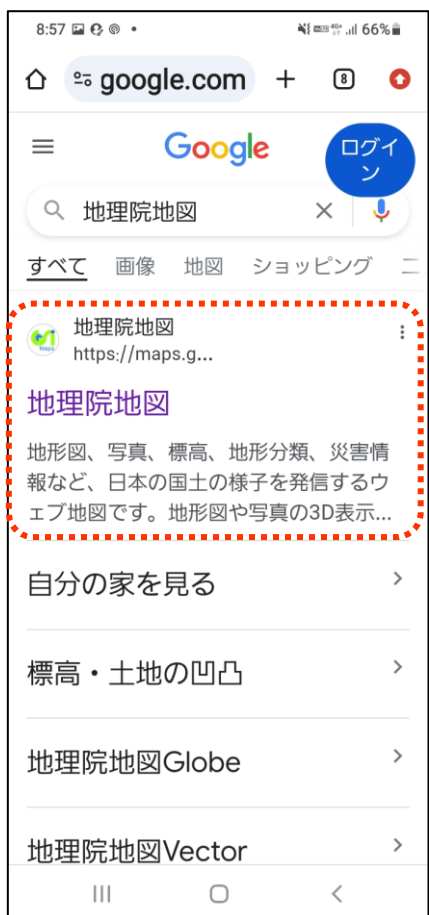 8:57 66%
google.com 8
Google
ログイ
ン
地理院地図
すべて 画像 地図 ショッピング ニ
地理院地図
https://maps.g...
地理院地図
地形図、写真、標高、地形分類、災害情
報など、日本の国土の様子を発信するウ
ェブ地図です。地形図や写真の3D表示...
自分の家を見る
標高・土地の凹凸
地理院地図Globe
地理院地図Vector